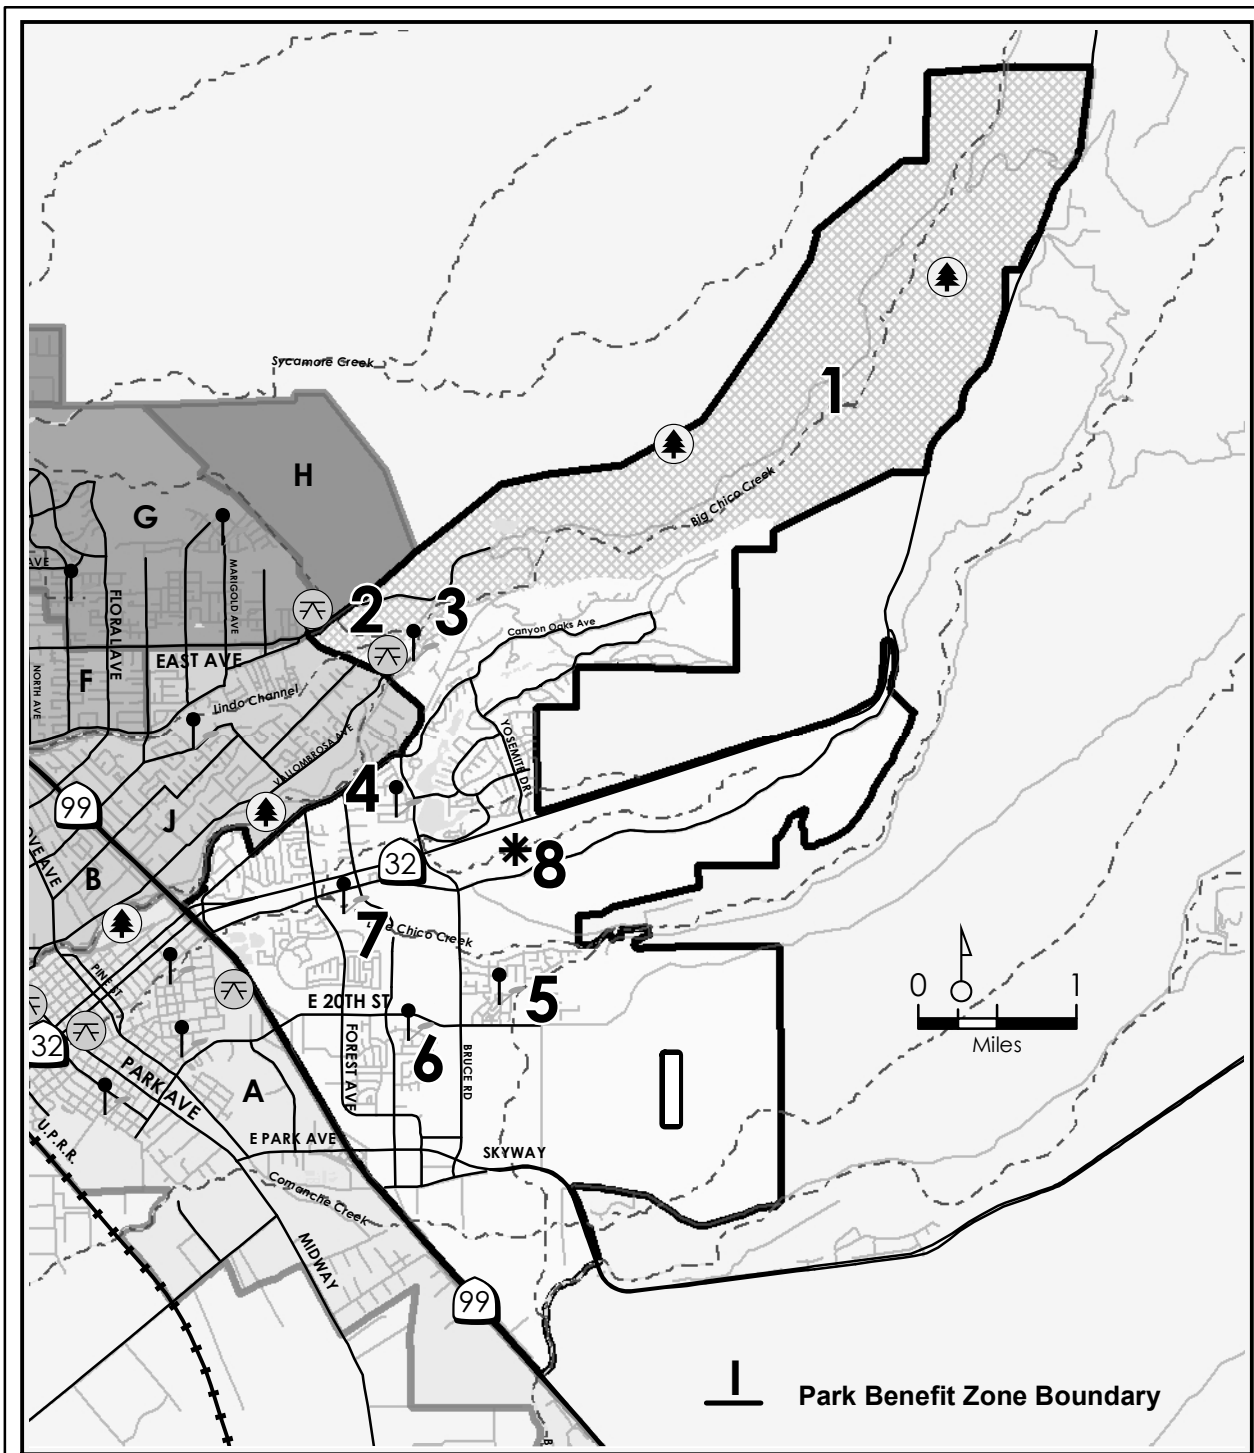 1
Sycamore Creek
H
G
Big Chico Creek
AVE
MARIGOLD AVE
FLORAL AVE
2
3
Canyon Oaks Ave
EAST AVE
F
NORTH AVE
Lindo Channel
YOSEMITE DR
VALLOMBROSA AVE
99
4
J
32
8
B
7
Chico Creek
PINE ST
5
E 20TH ST
0
1
Miles
32
FOREST AVE
6
BRUCE RD
PARK AVE
A
U.P.R.R.
E PARK AVE
SKYWAY
Comanche Creek
MIDWAY
99
I
Park Benefit Zone Boundary
B